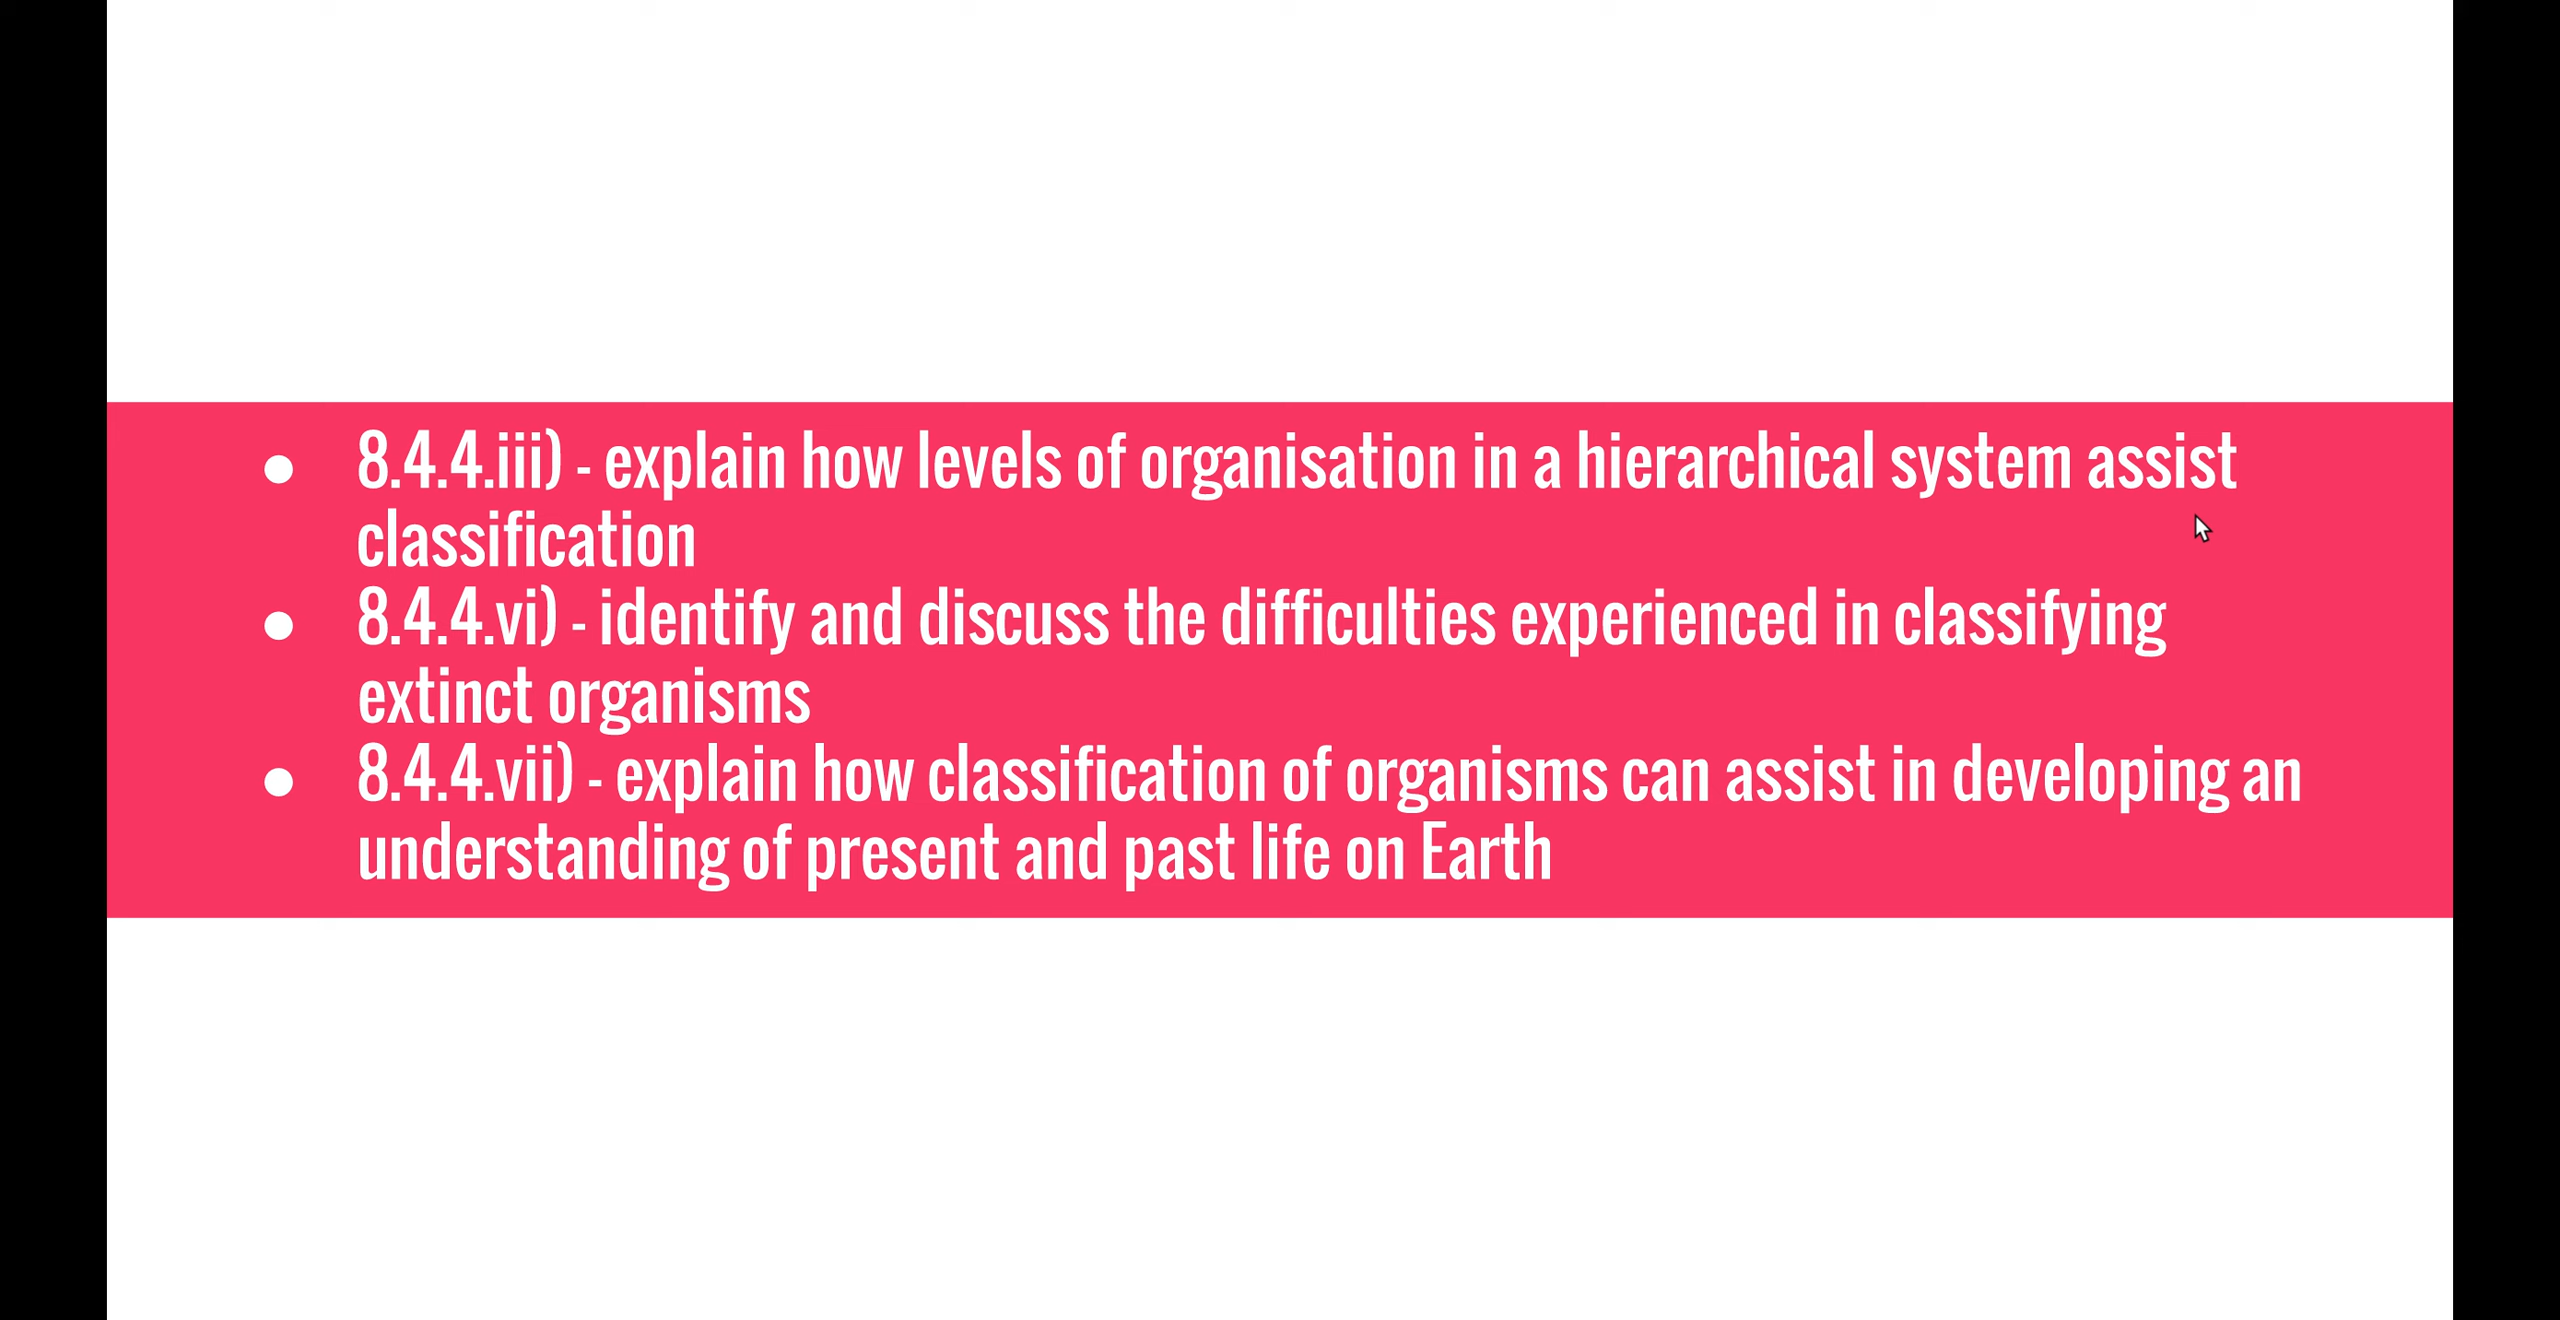 ● 8.4.4.iii) - explain how levels of organisation in a hierarchical system assist
classification
● 8.4.4.vi) - identify and discuss the difficulties experienced in classifying
extinct organisms
● 8.4.4.vii) - explain how classification of organisms can assist in developing an
understanding of present and past life on Earth